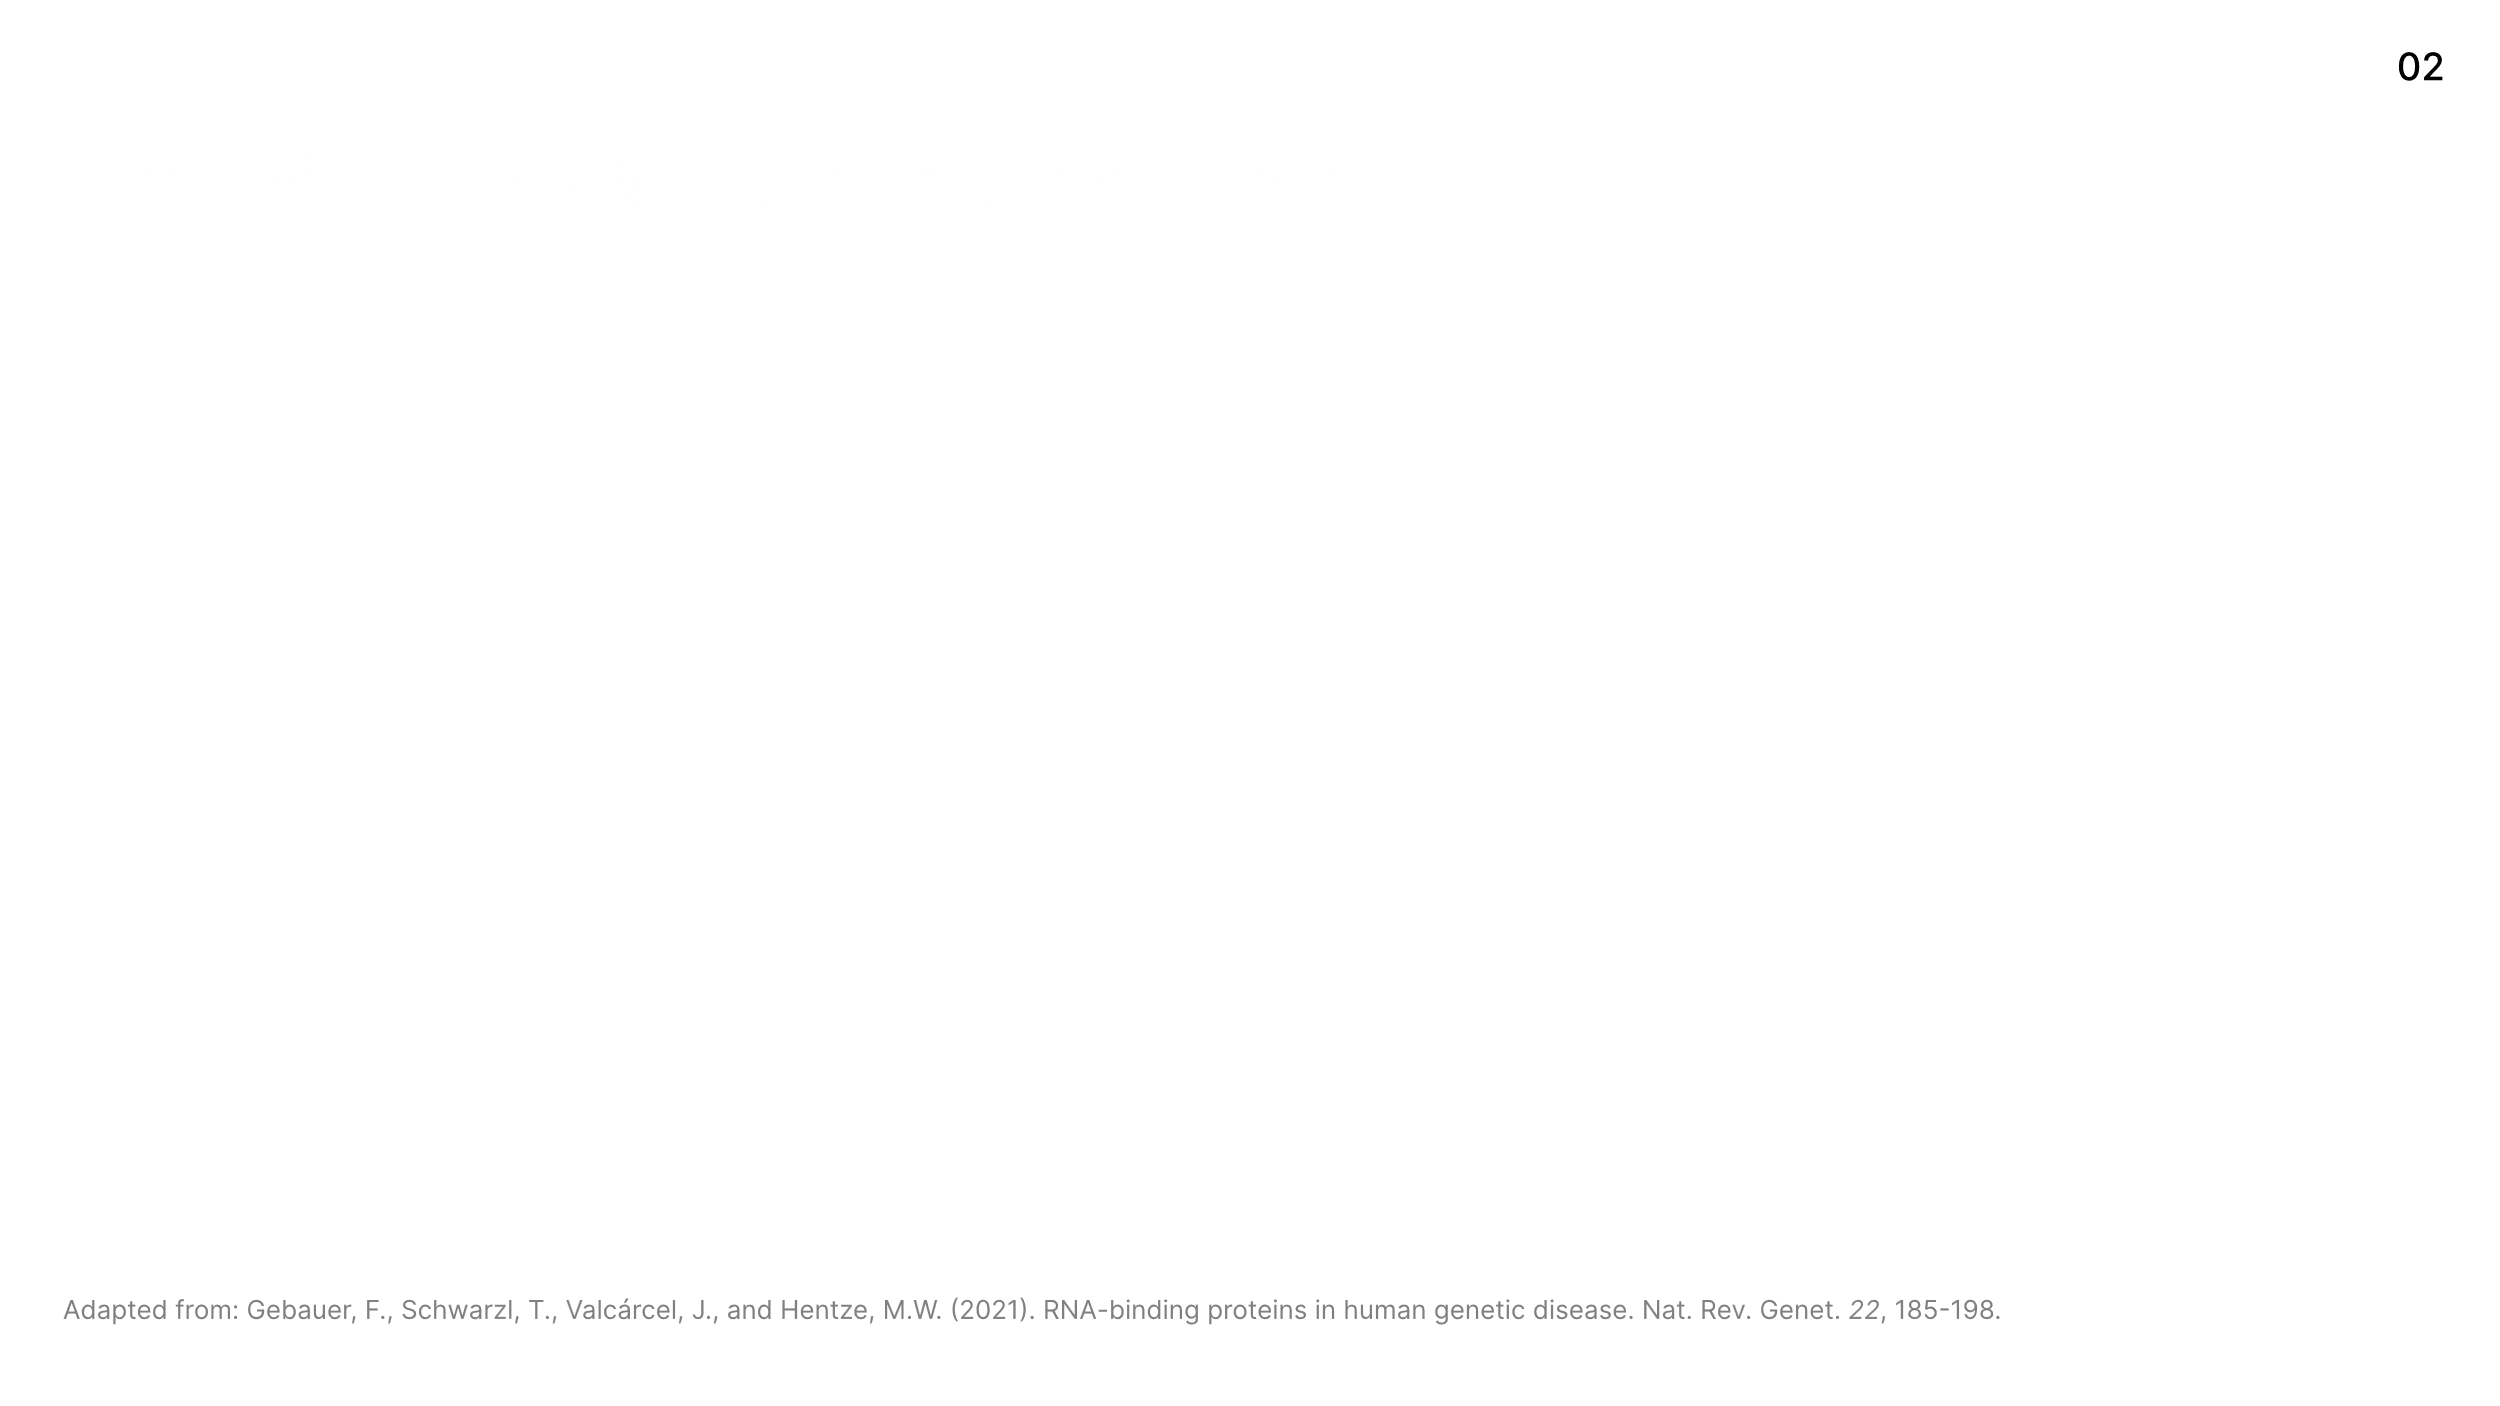 02
Adapted from: Gebauer, F., Schwarzl, T., Valcárcel, J., and Hentze, M.W. (2021). RNA-binding proteins in human genetic disease. Nat. Rev. Genet. 22, 185-198.